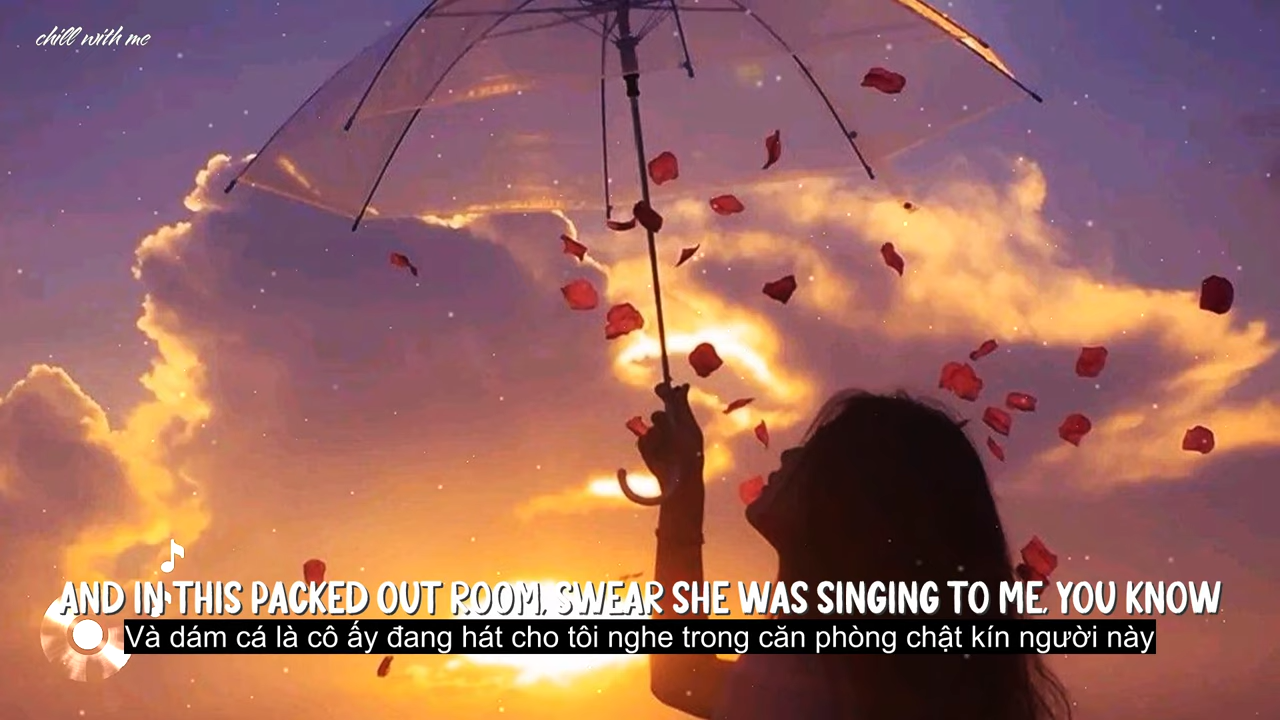 chill with me
AND IN THIS PACKED OUT ROOM, SWEAR SHE WAS SINGING TO ME, YOU KNOW
Và dám cá là cô ấy đang hát cho tôi nghe trong căn phòng chật kín người này